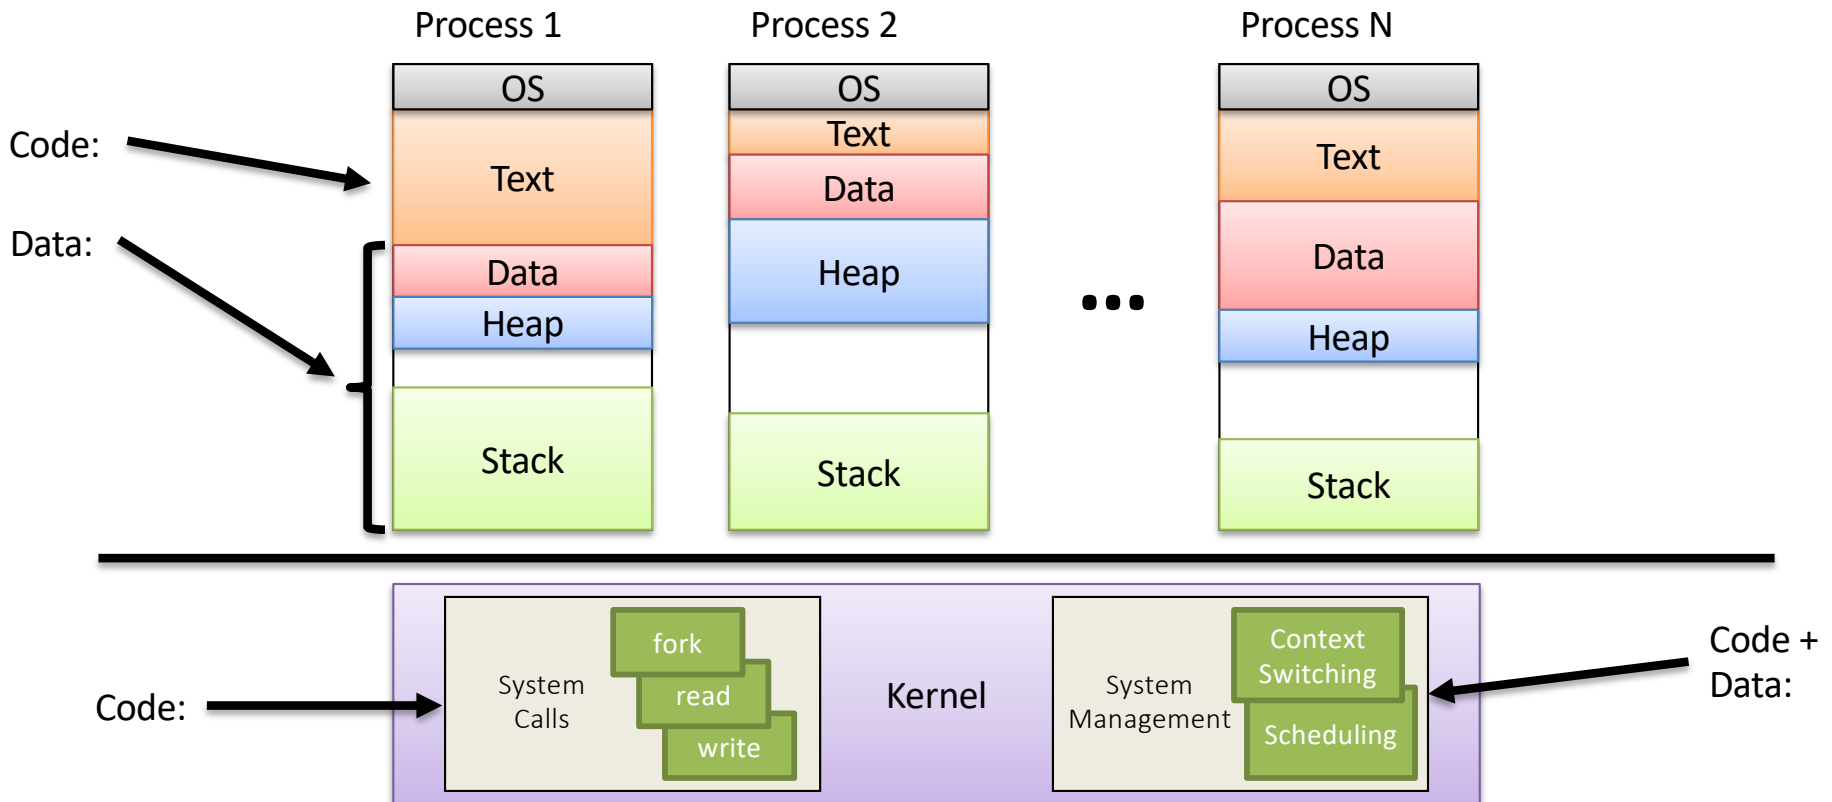 Process 1
Process 2
Process N
OS
OS
OS
Code:
Text
Text
Text
Data:
Data
Data
Data
Heap
Heap
Heap
...
Stack
Stack
Stack
System
Calls
fork
read
write
Kernel
System
Management
Context
Switching
Scheduling
Code:
Code +
Data: